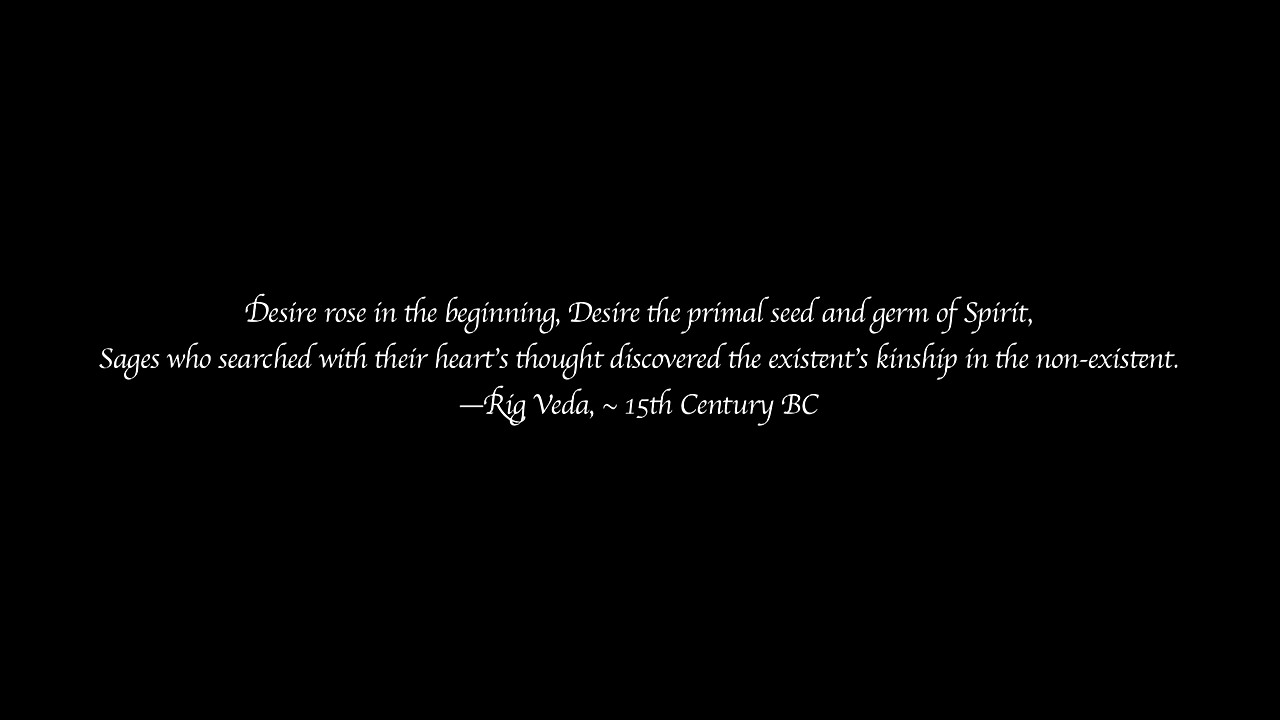 Desire rose in the beginning, Desire the primal seed and germ of Spirit,
Sages who searched with their heart's thought discovered the existent's kinship in the non-existent.
—Rig Veda, ~ 15th Century BC